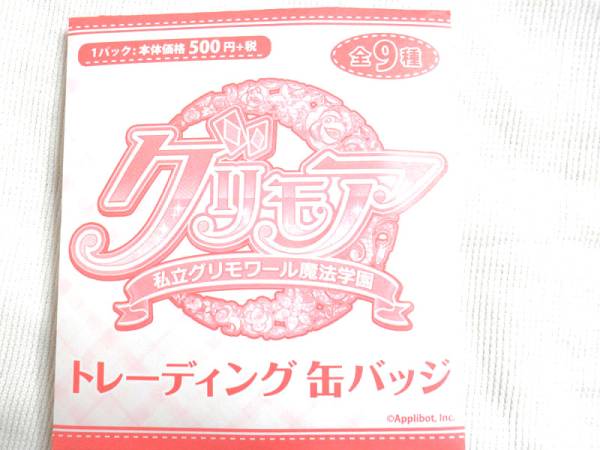 1パック:本体価格500円+税
全9種
グリモア
私立グリモワール魔法学園
トレーディング 缶バッジ
©Applibot, Inc.